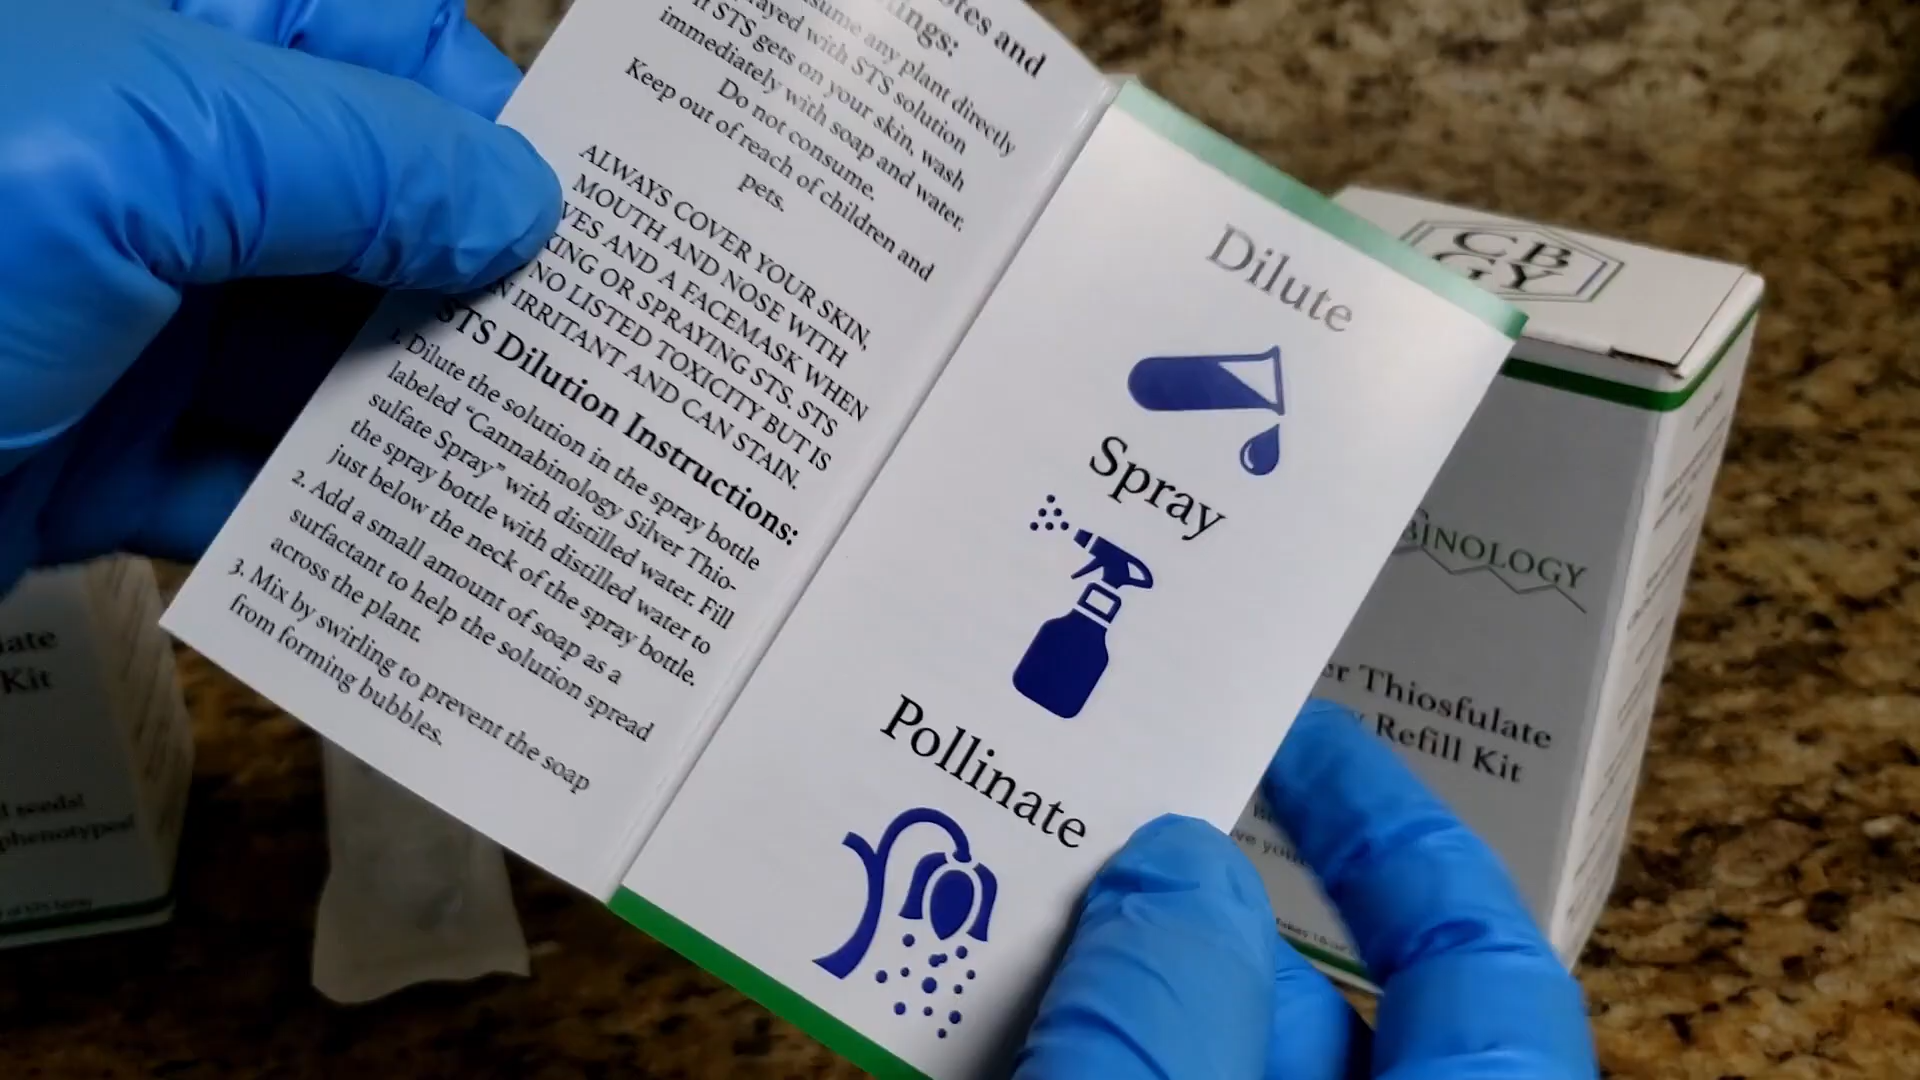 otes and
ings:
sume any plant directly
rayed with STS solution
If STS gets on your skin, wash
immediately with soap and water.
Do not consume.
Keep out of reach of children and
pets.
ALWAYS COVER YOUR SKIN,
MOUTH AND NOSE WITH
VES AND A FACEMASK WHEN
KING OR SPRAYING STS. STS
NO LISTED TOXICITY BUT IS
N IRRITANT AND CAN STAIN.
STS Dilution Instructions:
1. Dilute the solution in the spray bottle
labeled “Cannabinology Silver Thio-
sulfate Spray” with distilled water. Fill
the spray bottle with distilled water to
just below the neck of the spray bottle.
2. Add a small amount of soap as a
surfactant to help the solution spread
across the plant.
3. Mix by swirling to prevent the soap
from forming bubbles.
Dilute
Spray
Pollinate
CB
GY
BINOLOGY
er Thiosfulate
Refill Kit
ate
Kit
seeds!
phenotypes!